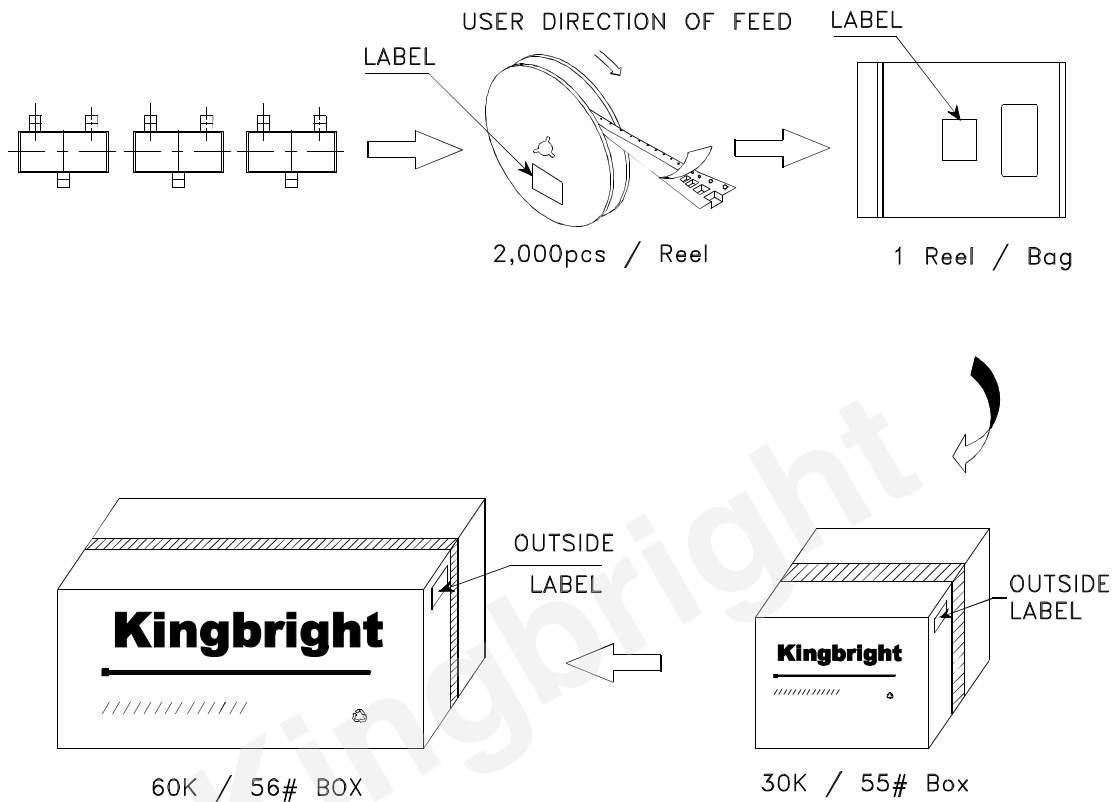 USER DIRECTION OF FEED
LABEL
LABEL
2,000pcs / Reel
1 Reel / Bag
OUTSIDE
LABEL
OUTSIDE
LABEL
Kingbright
Kingbright
60K / 56# BOX
30K / 55# Box
Kingbright